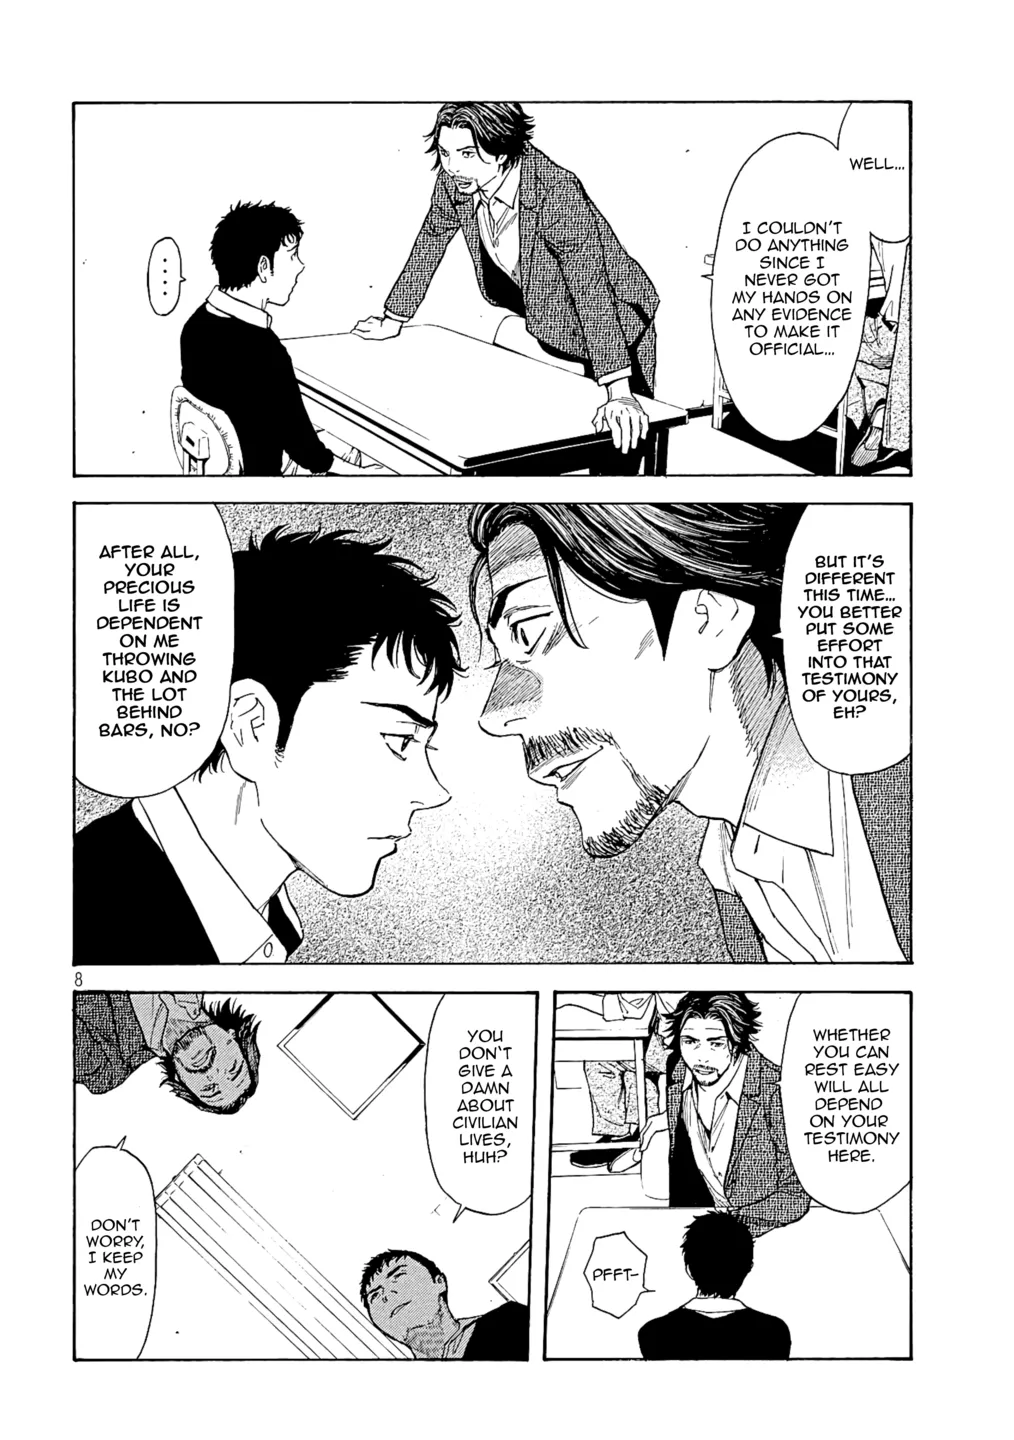 WELL...
I COULDN'T
DO ANYTHING
SINCE I
NEVER GOT
MY HANDS ON
ANY EVIDENCE
TO MAKE IT
OFFICIAL...
....
BUT IT'S
DIFFERENT
THIS TIME...
YOU BETTER
PUT SOME
EFFORT
INTO THAT
TESTIMONY
OF YOURS,
EH?
AFTER ALL,
YOUR
PRECIOUS
LIFE IS
DEPENDENT
ON ME
THROWING
KUBO AND
THE LOT
BEHIND
BARS, NO?
WHETHER
YOU CAN
REST EASY
WILL ALL
DEPEND
ON YOUR
TESTIMONY
HERE.
PFFT-
YOU
DON'T
GIVE A
DAMN
ABOUT
CIVILIAN
LIVES,
HUH?
DON'T
WORRY,
I KEEP
MY
WORDS.
8